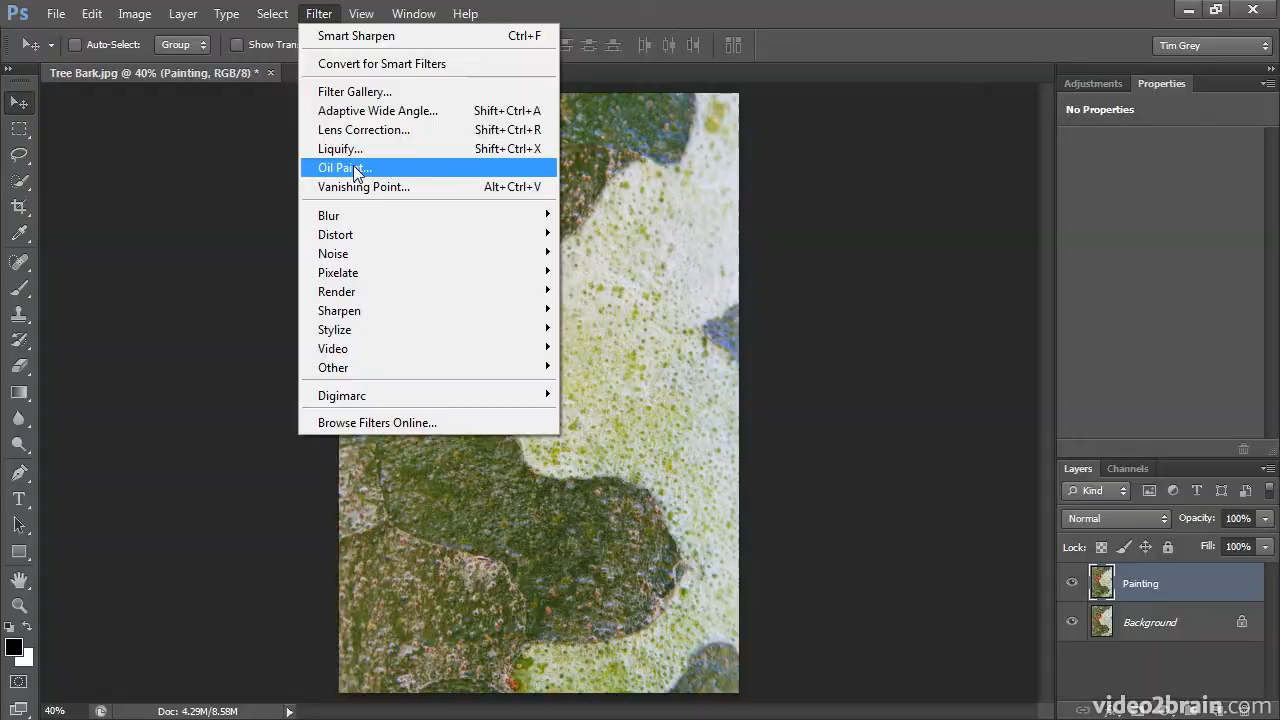 Ps File Edit Image Layer Type Select Filter View Window Help
Auto-Select: Group Show Tran
Tim Grey
Tree Bark.jpg @ 40% (Painting, RGB/8) *
Smart Sharpen Ctrl+F
Convert for Smart Filters
Filter Gallery...
Adaptive Wide Angle... Shift+Ctrl+A
Lens Correction... Shift+Ctrl+R
Liquify... Shift+Ctrl+X
Oil Paint...
Vanishing Point... Alt+Ctrl+V
Blur
Distort
Noise
Pixelate
Render
Sharpen
Stylize
Video
Other
Digimarc
Browse Filters Online...
Adjustments Properties
No Properties
Layers Channels
Kind
Normal Opacity: 100%
Lock: Fill: 100%
Painting
Background
40% Doc: 4.29M/8.58M
video2brain.com